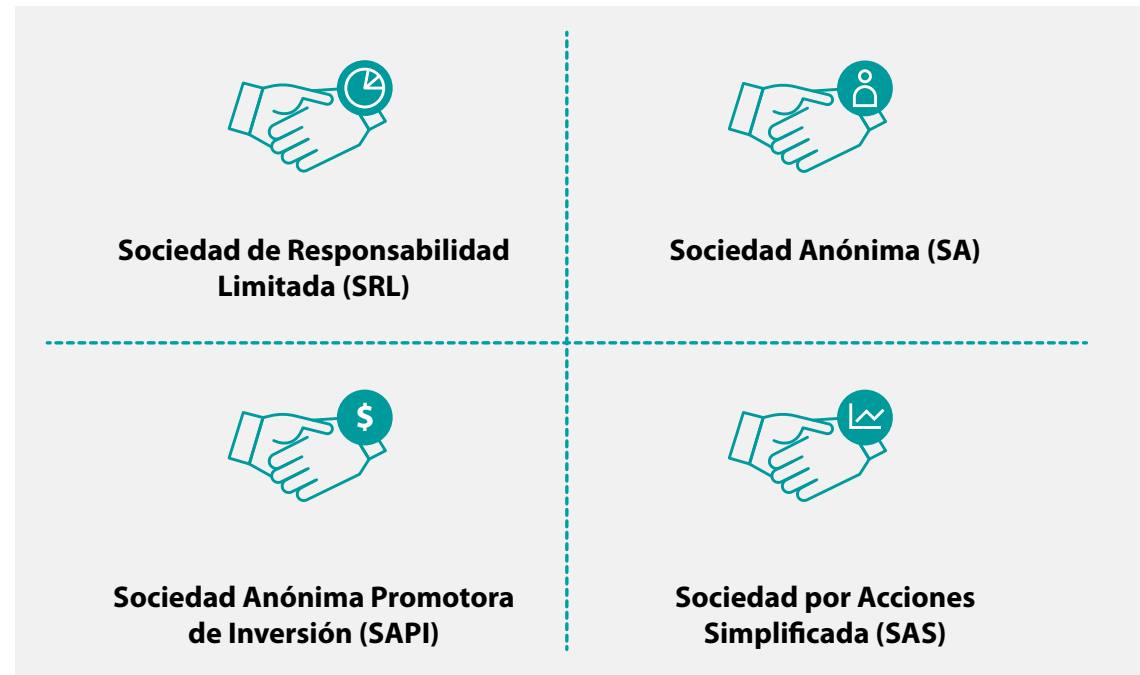 Sociedad de Responsabilidad
Limitada (SRL)
Sociedad Anónima (SA)
$
Sociedad Anónima Promotora
de Inversión (SAPI)
Sociedad por Acciones
Simplificada (SAS)